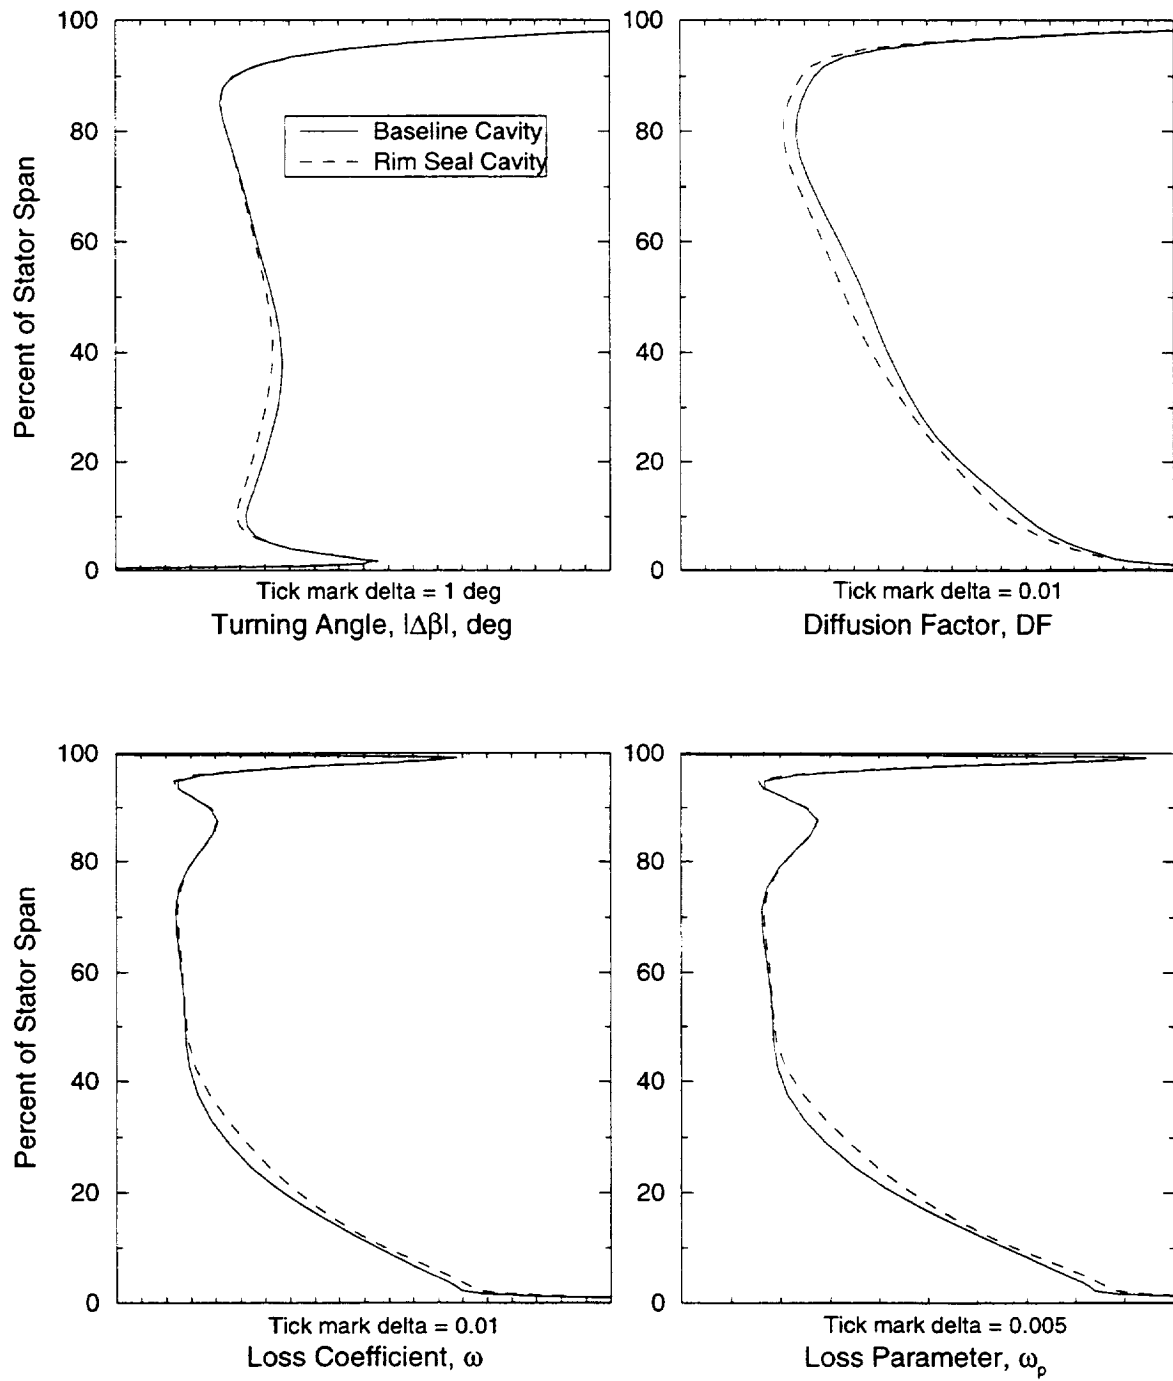 100
80
60
40
20
0
Percent of Stator Span
Baseline Cavity
Rim Seal Cavity
Tick mark delta = 1 deg
Turning Angle, |Δβ|, deg
100
80
60
40
20
0
Tick mark delta = 0.01
Diffusion Factor, DF
100
80
60
40
20
0
Percent of Stator Span
Tick mark delta = 0.01
Loss Coefficient, ω
100
80
60
40
20
0
Tick mark delta = 0.005
Loss Parameter, ωp